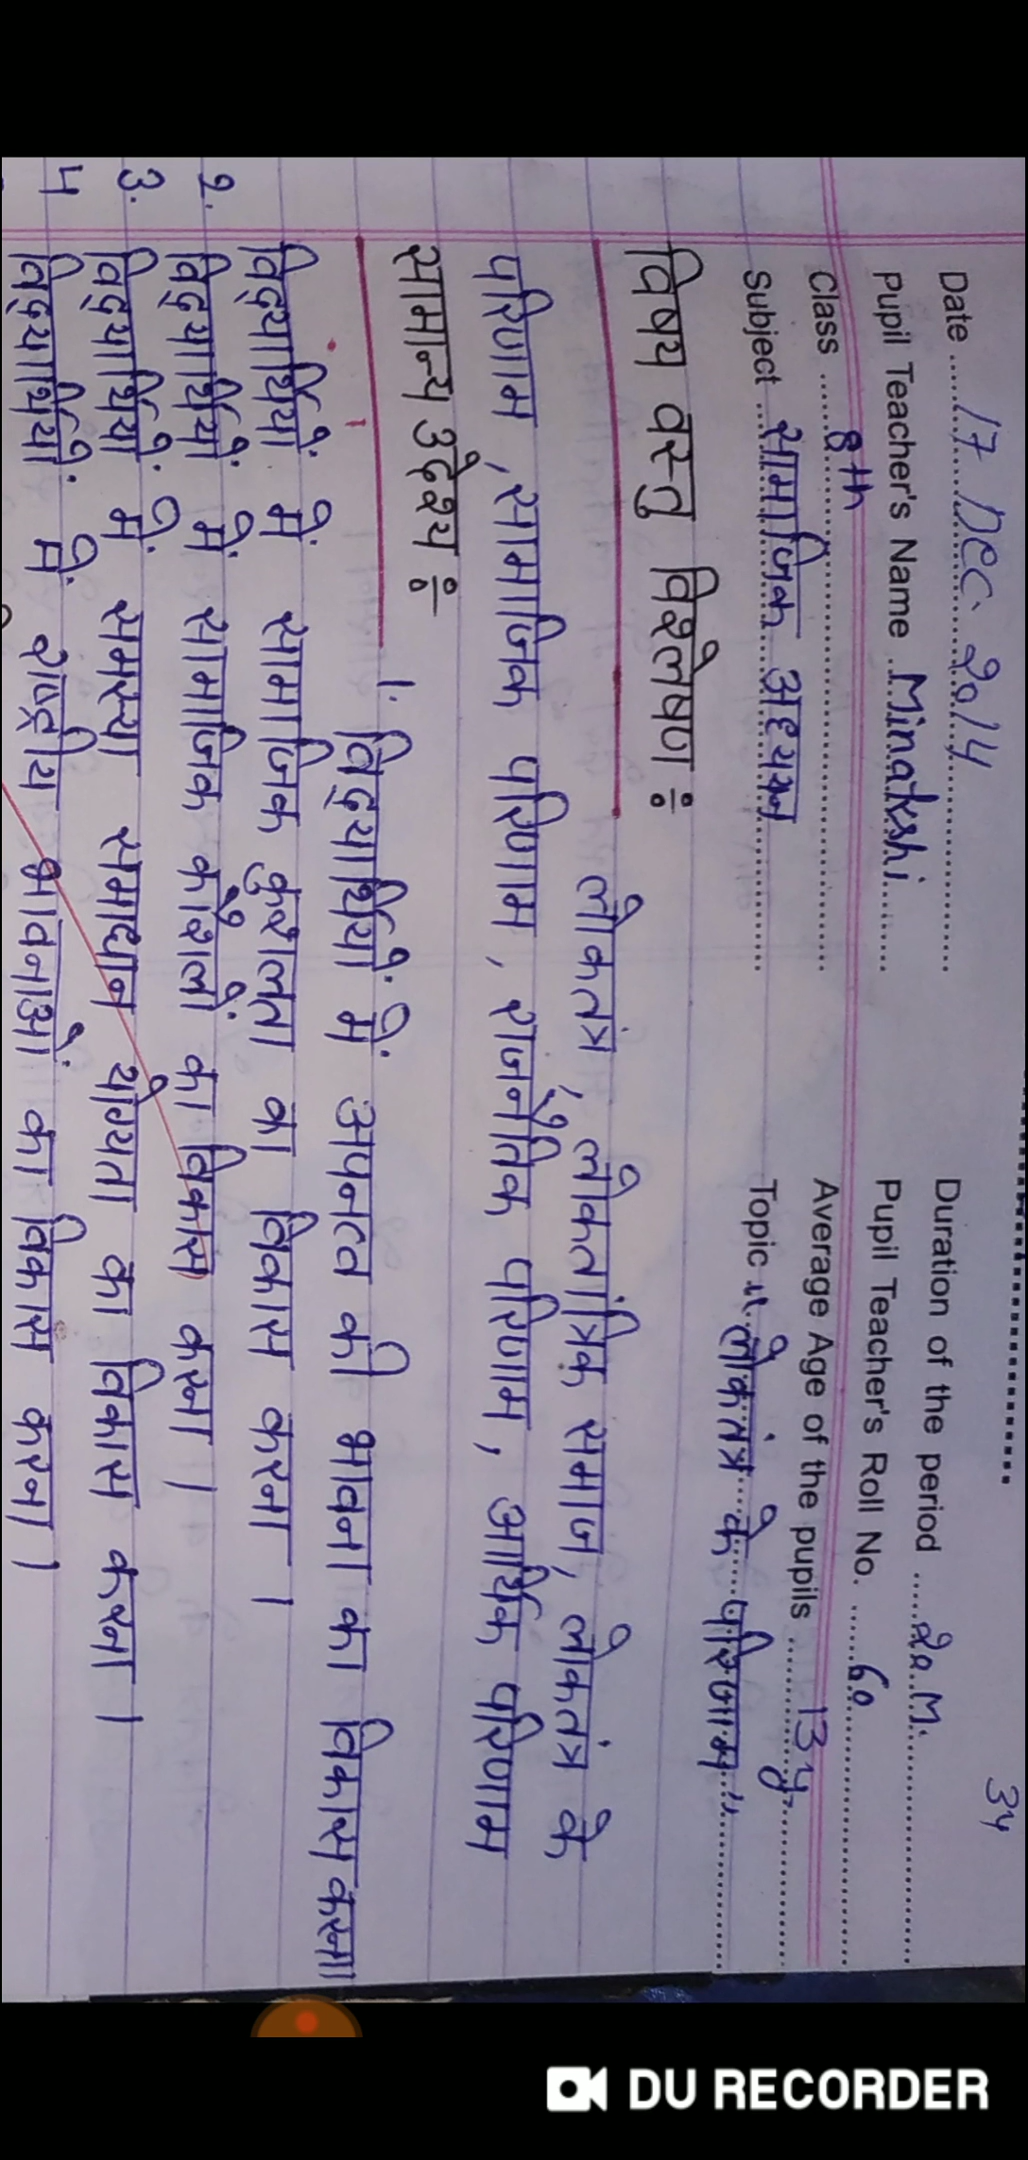 34
Date 17 Dec. 2014 Duration of the period 20 M.
Pupil Teacher's Name Minakshi Pupil Teacher's Roll No. 60
Class 8th Average Age of the pupils 13 y.
Subject सामाजिक अध्ययन Topic "लोकतंत्र के परिणाम"
विषय वस्तु विश्लेषण ÷
लोकतंत्र, लोकतांत्रिक समाज, लोकतंत्र के
परिणाम, सामाजिक परिणाम, राजनैतिक परिणाम, आर्थिक परिणाम
सामान्य उद्देश्य ÷
1. विद्यार्थियों में अपनत्व की भावना का विकास करना।
विद्यार्थियों में सामाजिक कुशलता का विकास करना ।
2. विद्यार्थियों में सामाजिक कौशलों का विकास करना ।
3. विद्यार्थियों में समस्या समाधान योग्यता का विकास करना ।
4 विद्यार्थियों में राष्ट्रीय भावनाओं का विकास करना ।
DU RECORDER